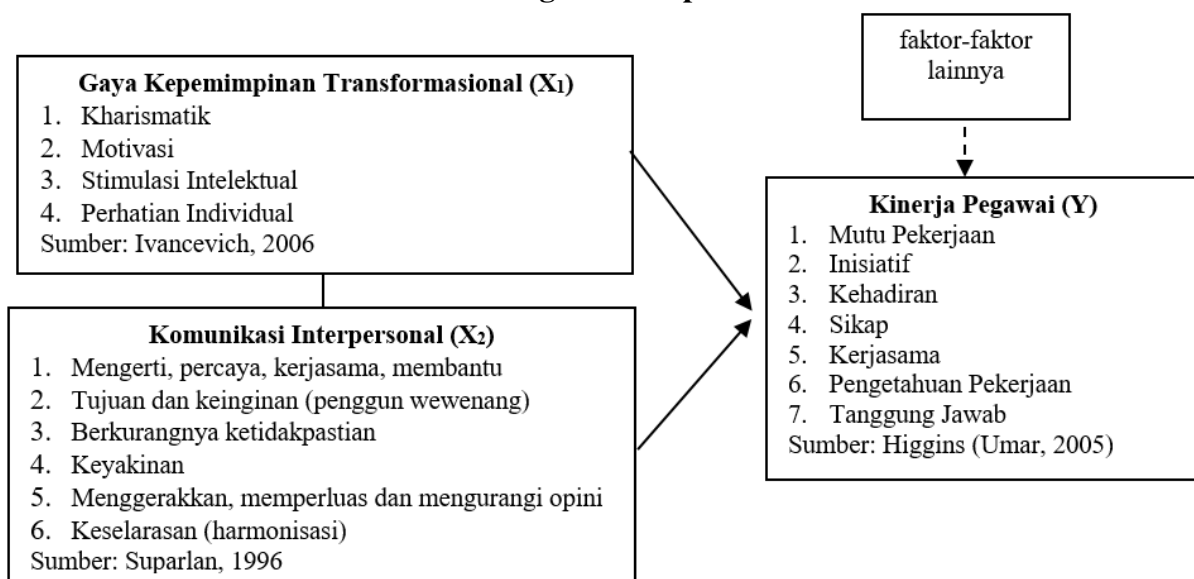 faktor-faktor
lainnya
Gaya Kepemimpinan Transformasional (X₁)
1. Kharismatik
2. Motivasi
3. Stimulasi Intelektual
4. Perhatian Individual
Sumber: Ivancevich, 2006
Komunikasi Interpersonal (X₂)
1. Mengerti, percaya, kerjasama, membantu
2. Tujuan dan keinginan (penggun wewenang)
3. Berkurangnya ketidakpastian
4. Keyakinan
5. Menggerakkan, memperluas dan mengurangi opini
6. Keselarasan (harmonisasi)
Sumber: Suparlan, 1996
Kinerja Pegawai (Y)
1. Mutu Pekerjaan
2. Inisiatif
3. Kehadiran
4. Sikap
5. Kerjasama
6. Pengetahuan Pekerjaan
7. Tanggung Jawab
Sumber: Higgins (Umar, 2005)